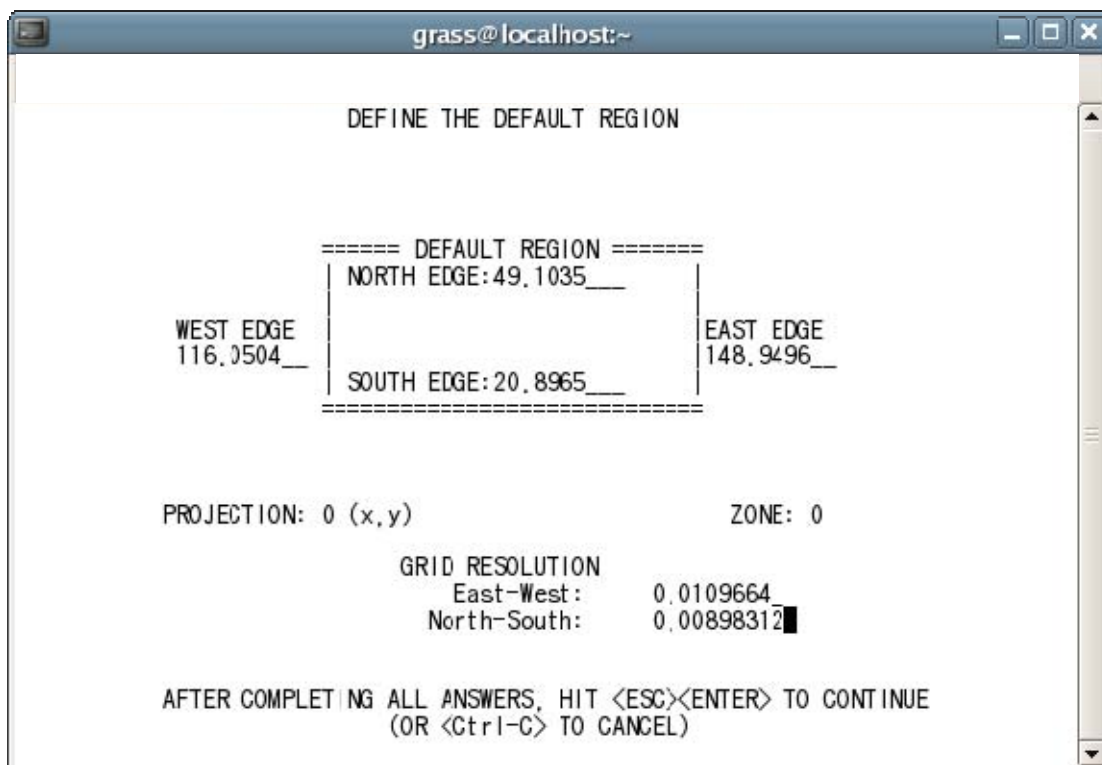 grass@localhost:~
DEFINE THE DEFAULT REGION
====== DEFAULT REGION =======
| NORTH EDGE:49.1035___ |
WEST EDGE | |EAST EDGE
116.0504__ | |148.9496__
| SOUTH EDGE:20.8965___ |
=============================
PROJECTION: 0 (x,y) ZONE: 0
GRID RESOLUTION
East-West: 0.0109664_
North-South: 0.00898312
AFTER COMPLETING ALL ANSWERS, HIT <ESC><ENTER> TO CONTINUE
(OR <Ctrl-C> TO CANCEL)